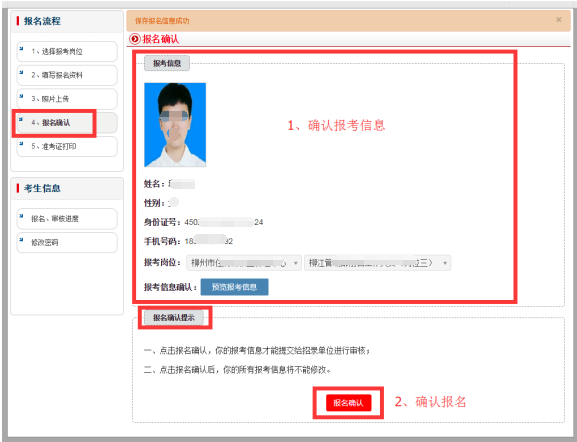 报名流程
1、选择报考岗位
2、填写报名资料
3、照片上传
4、报名确认
5、准考证打印
考生信息
报名、审核进度
修改密码
保存报名信息成功
×
报名确认
报考信息
1、确认报考信息
姓名：
性别：
身份证号：450 24
手机号码：18 92
报考岗位： 柳州市 心 柳江 位三）
报考信息确认： 预览报考信息
报名确认提示
一、点击报名确认，你的报考信息才能提交给招录单位进行审核；
二、点击报名确认后，你的所有报考信息将不能修改。
报名确认
2、确认报名